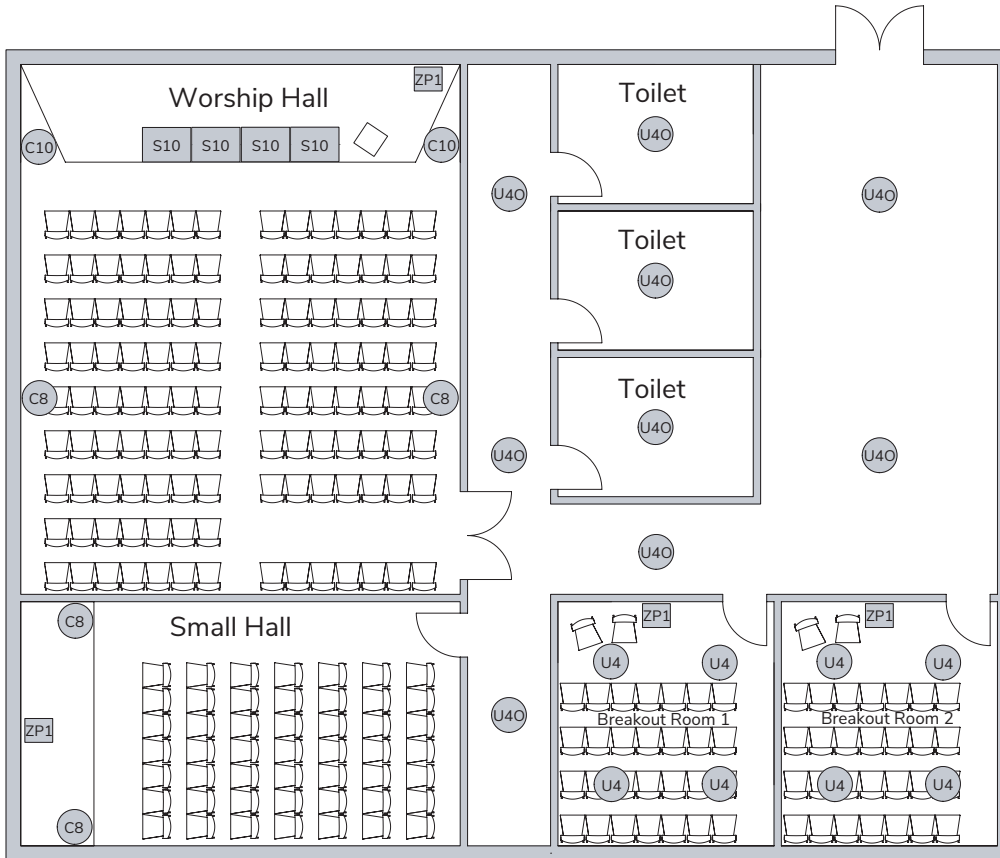 ZP1
Worship Hall
Toilet
U4O
C10
S10
S10
S10
S10
C10
U4O
U4O
Toilet
U4O
C8
C8
Toilet
U4O
U4O
U4O
U4O
Small Hall
C8
ZP1
ZP1
U4
U4
U4
U4
Breakout Room 1
Breakout Room 2
U4O
ZP1
U4
U4
U4
U4
C8